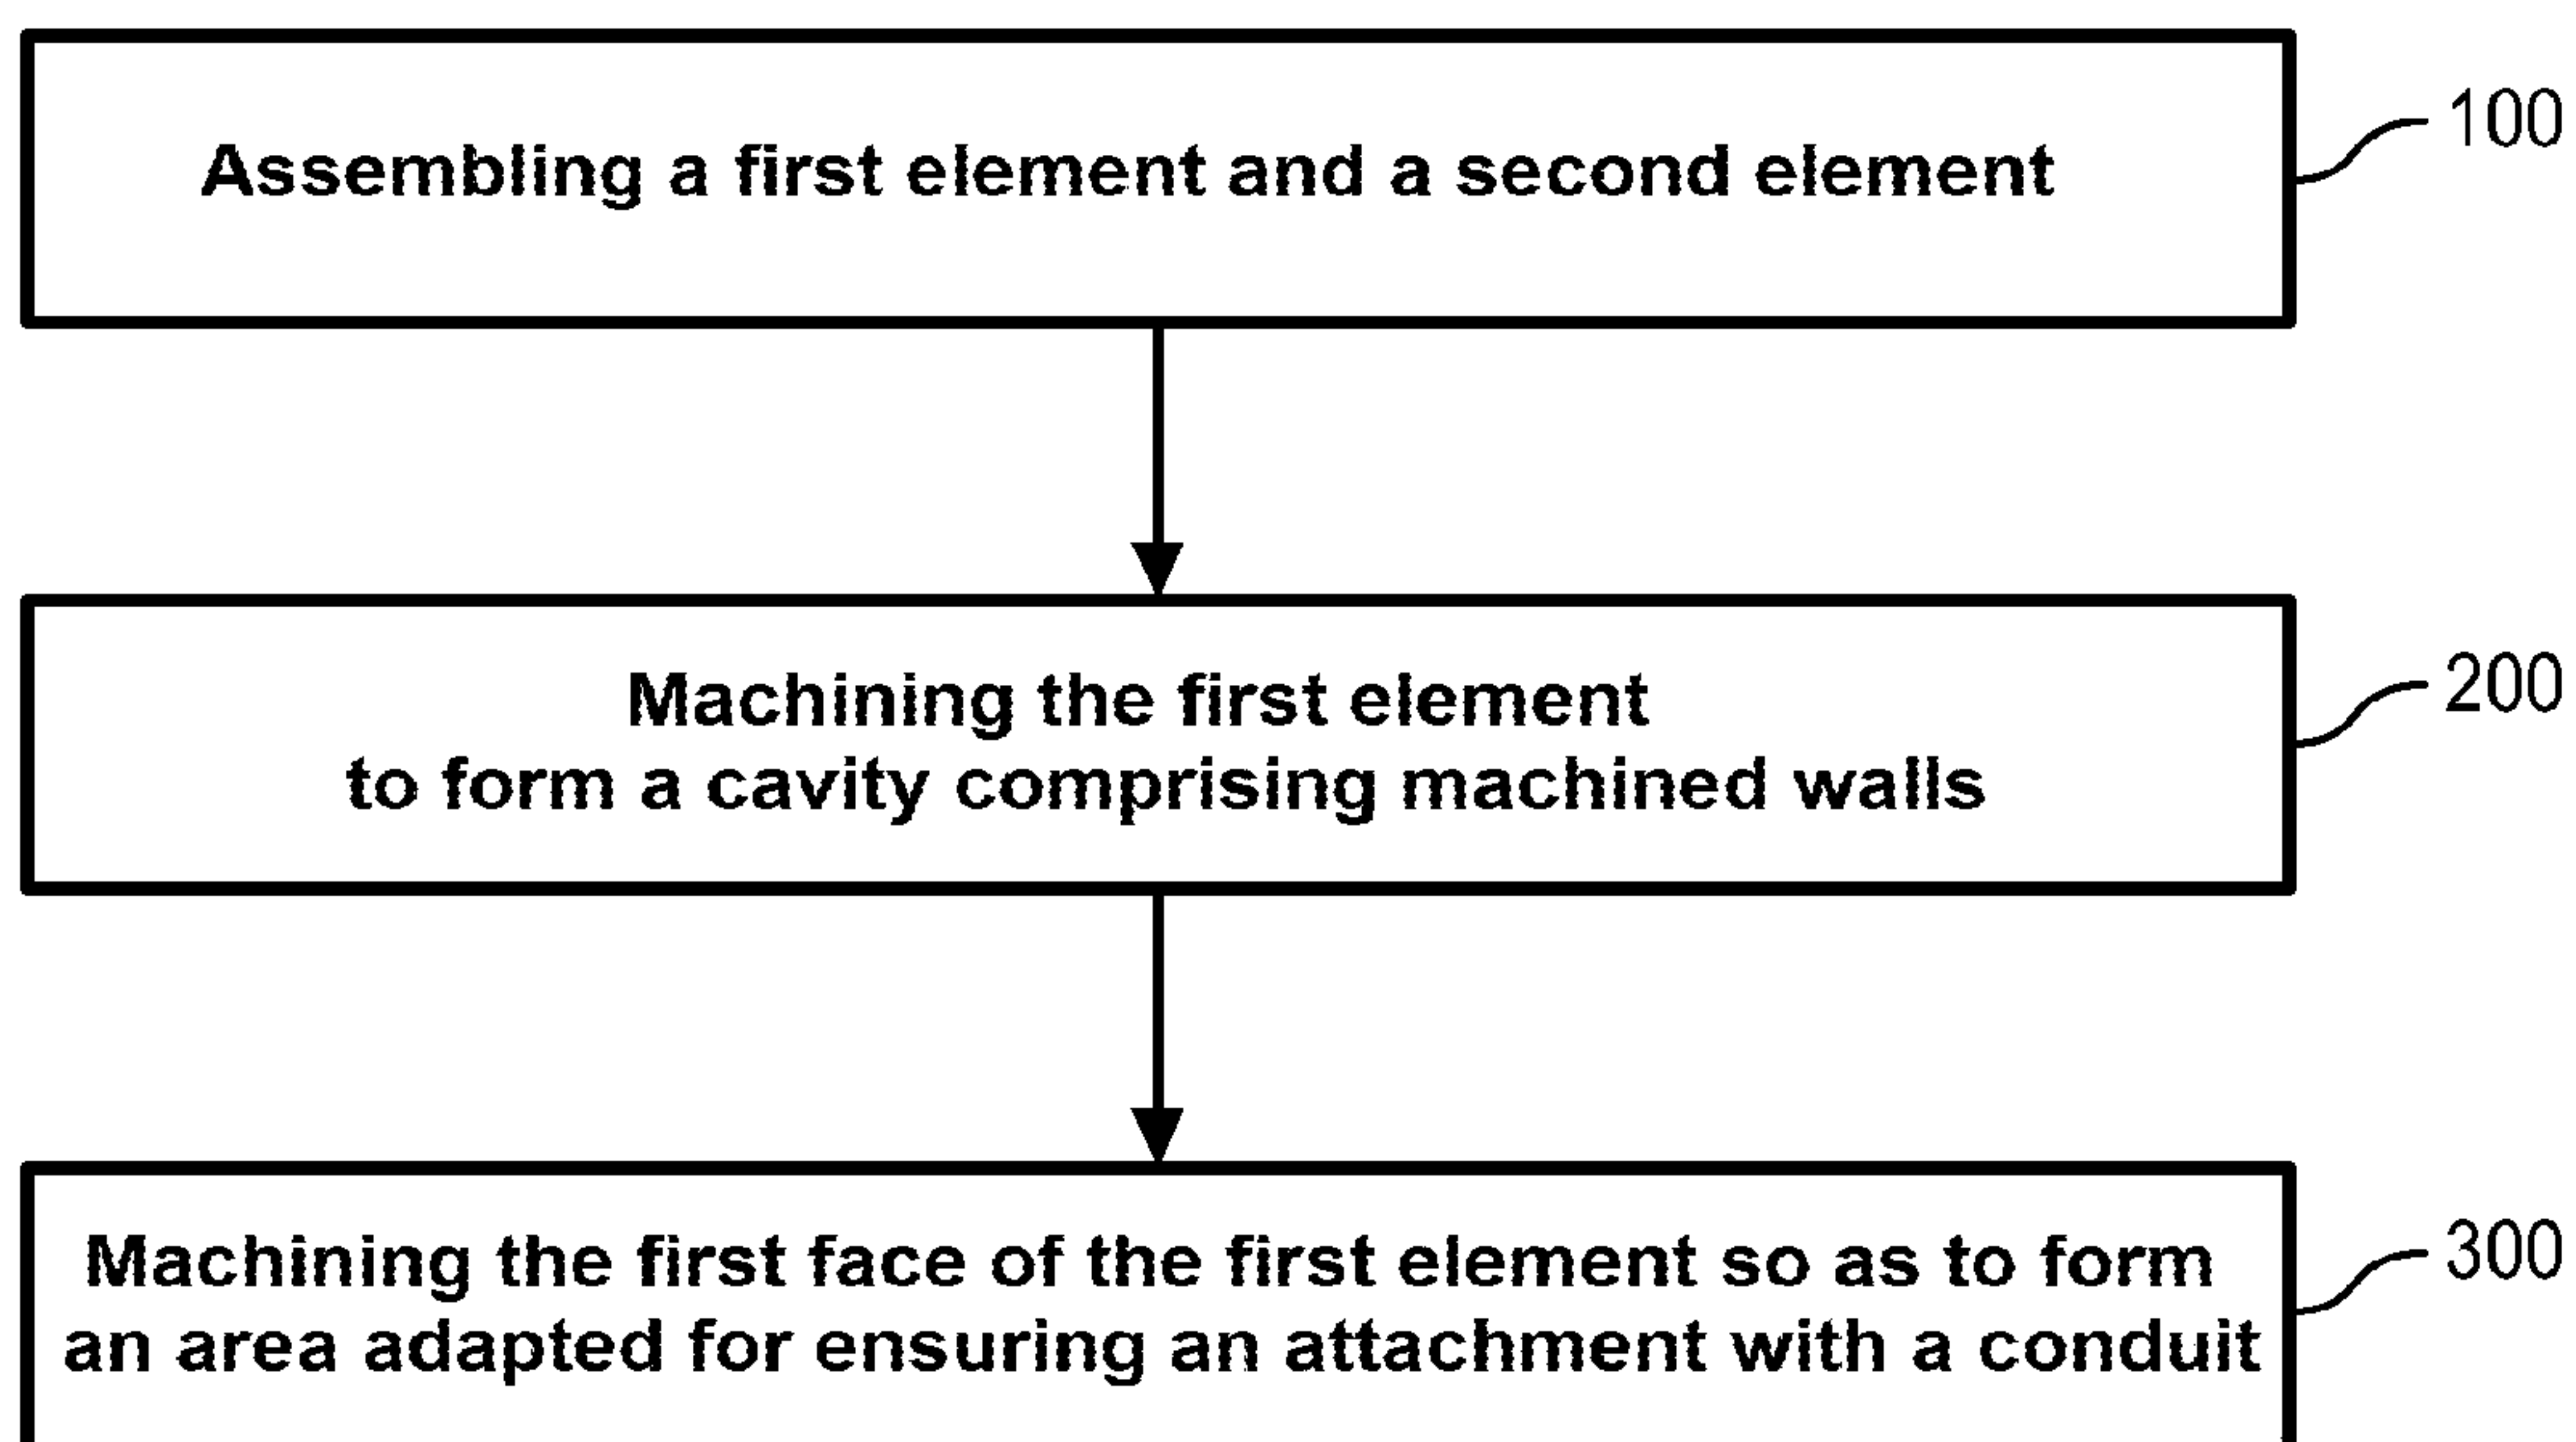 Assembling a first element and a second element
100
Machining the first element
to form a cavity comprising machined walls
200
Machining the first face of the first element so as to form
an area adapted for ensuring an attachment with a conduit
300